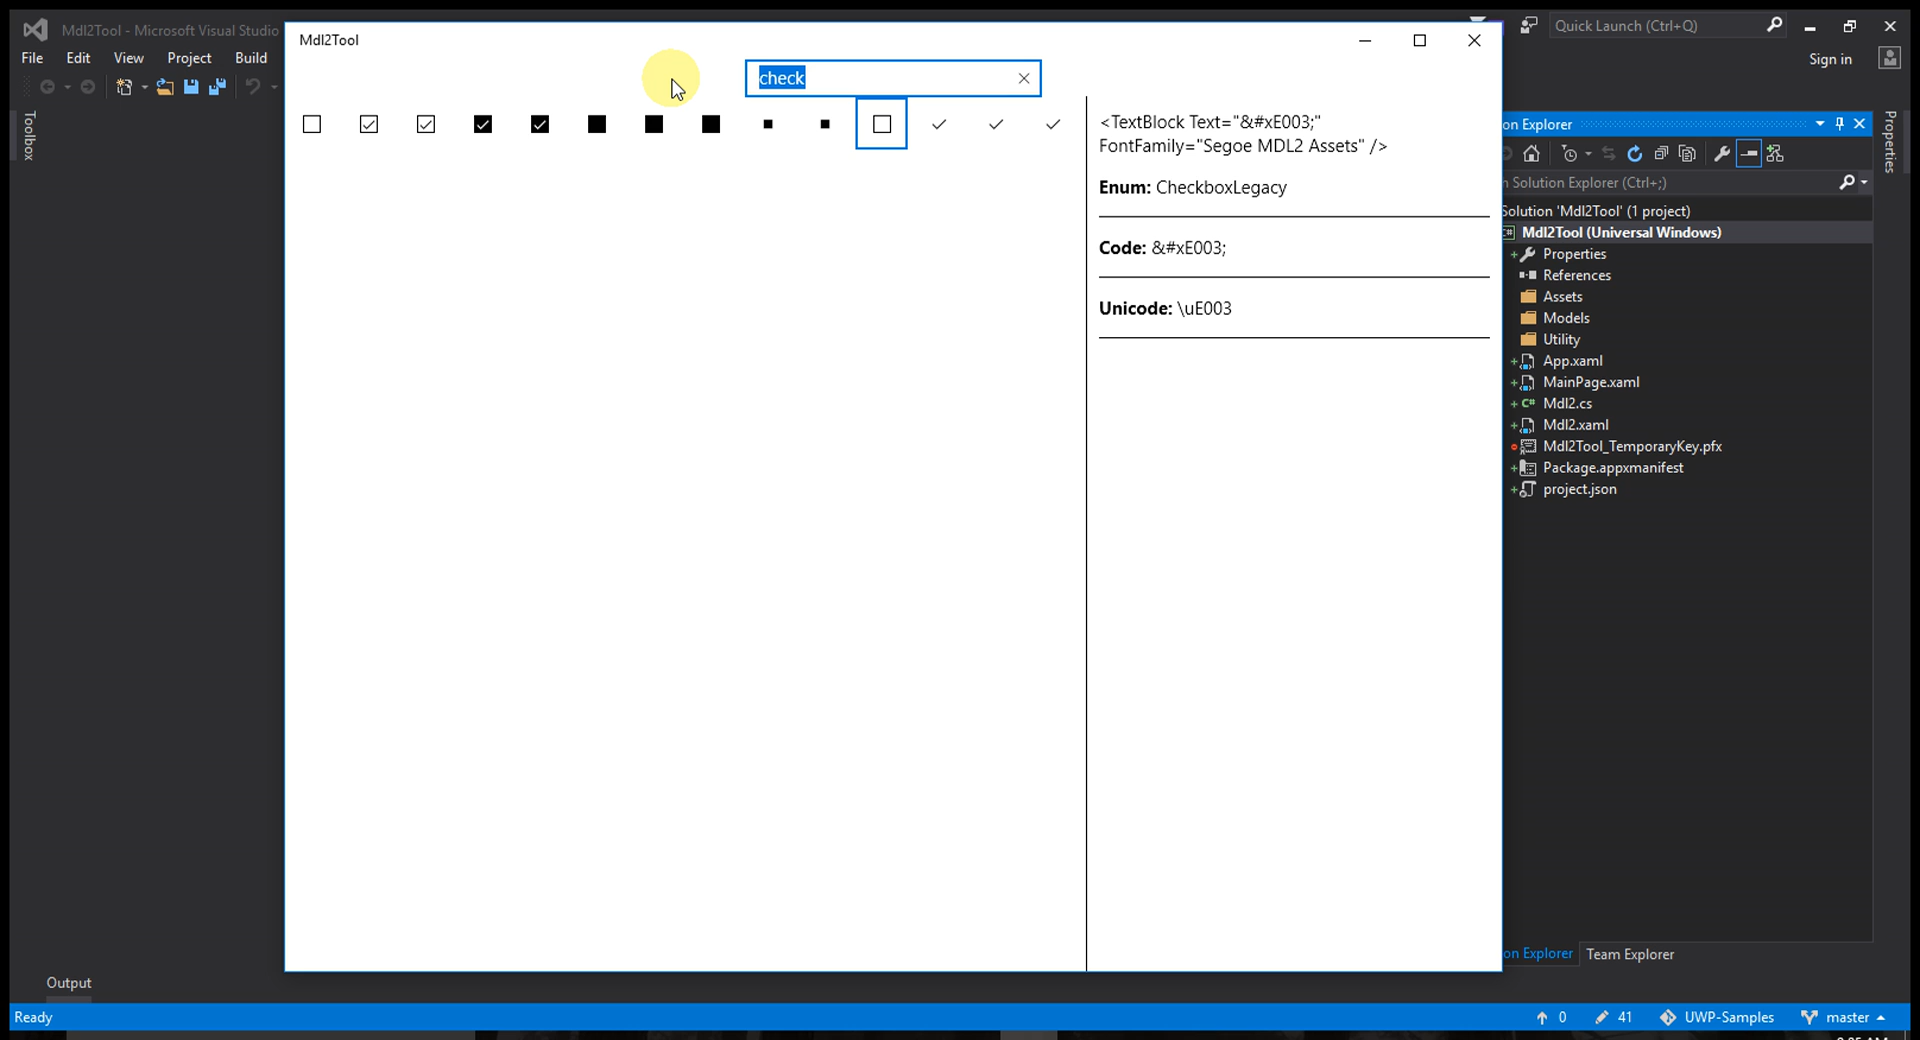 Mdl2Tool - Microsoft Visual Studio
Mdl2Tool
Quick Launch (Ctrl+Q)
File Edit View Project Build
Sign in
check
Toolbox
<TextBlock Text="&#xE003;"
FontFamily="Segoe MDL2 Assets" />
Enum: CheckboxLegacy
Code: &#xE003;
Unicode: \uE003
on Explorer
Properties
Solution Explorer (Ctrl+;)
Solution 'Mdl2Tool' (1 project)
C# Mdl2Tool (Universal Windows)
Properties
References
Assets
Models
Utility
App.xaml
MainPage.xaml
C# Mdl2.cs
Mdl2.xaml
Mdl2Tool_TemporaryKey.pfx
Package.appxmanifest
project.json
on Explorer Team Explorer
Output
Ready
0 41 UWP-Samples master